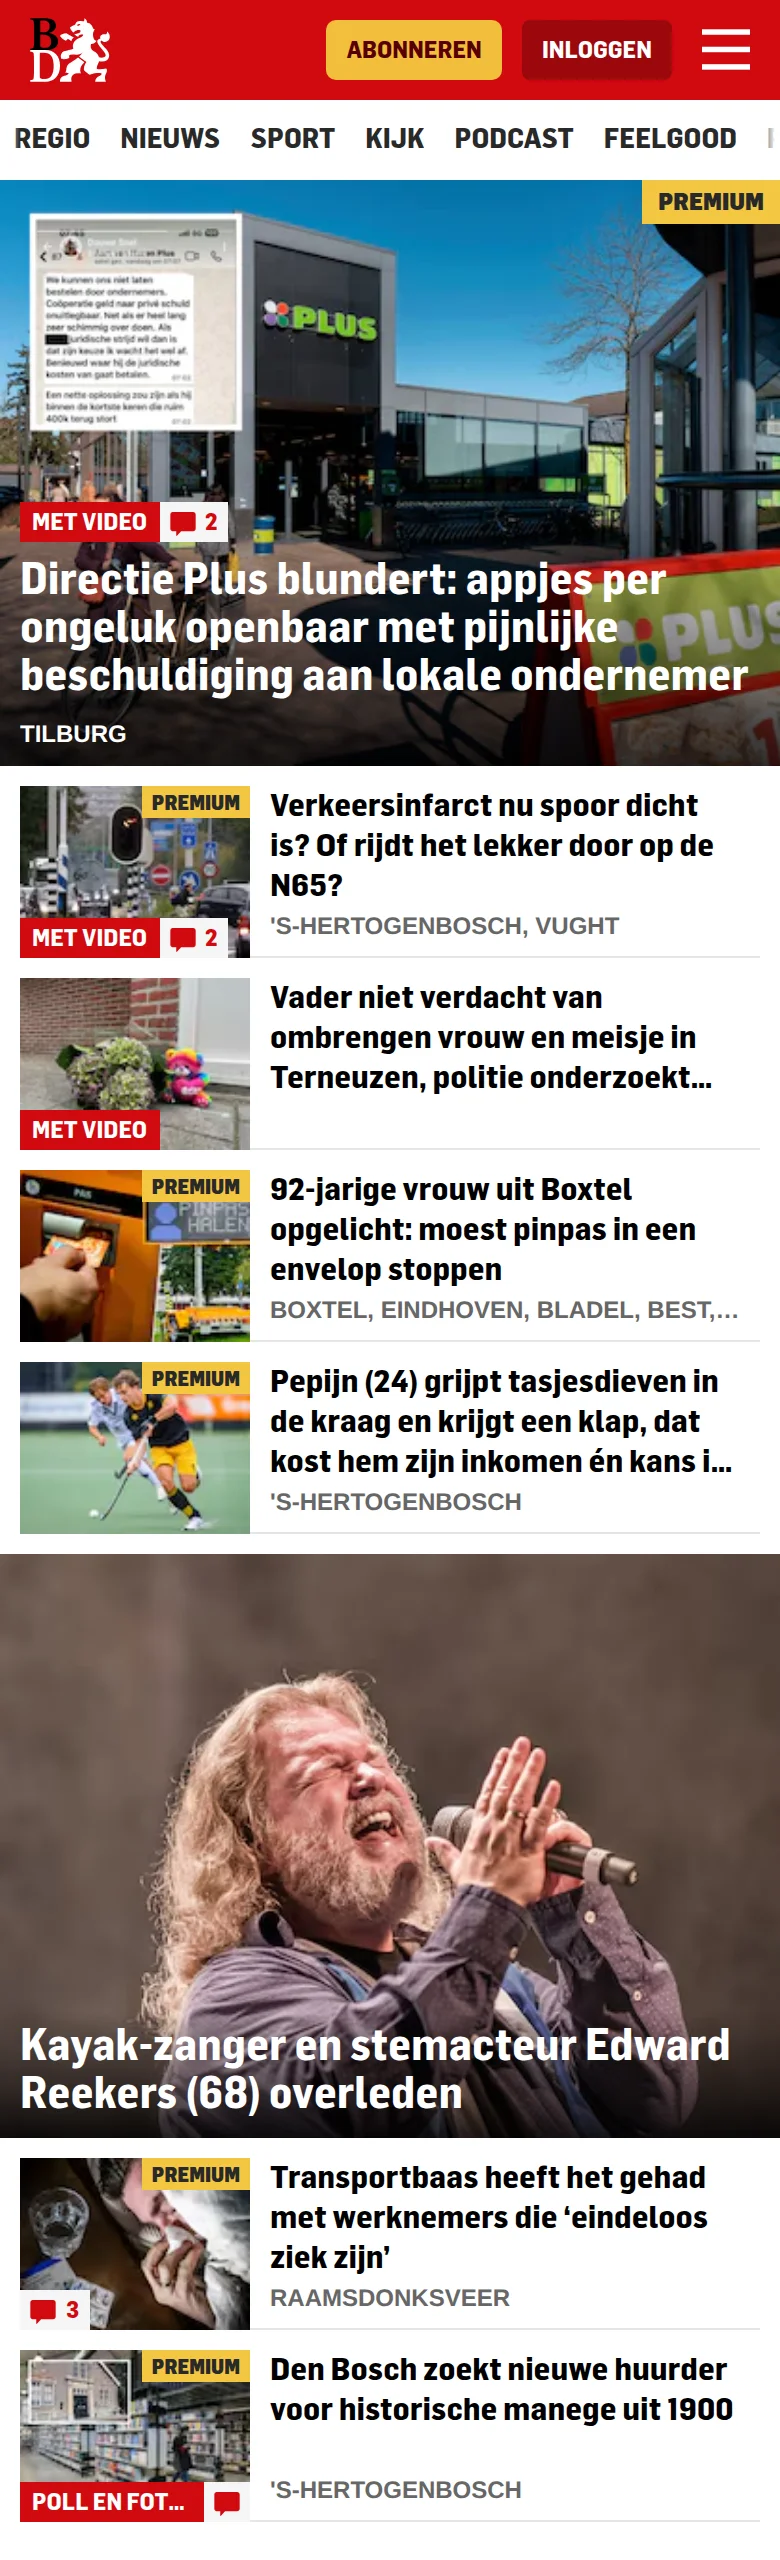 B
D
ABONNEREN
INLOGGEN
REGIO NIEUWS SPORT KIJK PODCAST FEELGOOD
PREMIUM
We kunnen ons niet laten
bestelen door ondernemers.
Coöperatie geld naar privé schuld
onuitlegbaar. Net als er heel lang
zeer schimmig over doen. Als
juridische strijd wil dan is
dat zijn keuze ik wacht het wel af.
Benieuwd waar hij de juridische
kosten van gaat betalen.
Een nette oplossing zou zijn als hij
binnen de kortste keren die ruim
400k terug stort
PLUS
MET VIDEO 2
Directie Plus blundert: appjes per
ongeluk openbaar met pijnlijke
beschuldiging aan lokale ondernemer
PLUS
TILBURG
PREMIUM
MET VIDEO 2
Verkeersinfarct nu spoor dicht
is? Of rijdt het lekker door op de
N65?
'S-HERTOGENBOSCH, VUGHT
MET VIDEO
Vader niet verdacht van
ombrengen vrouw en meisje in
Terneuzen, politie onderzoekt...
PREMIUM
PAS
PINPAS
HALEN
92-jarige vrouw uit Boxtel
opgelicht: moest pinpas in een
envelop stoppen
BOXTEL, EINDHOVEN, BLADEL, BEST,...
PREMIUM
Pepijn (24) grijpt tasjesdieven in
de kraag en krijgt een klap, dat
kost hem zijn inkomen én kans i...
'S-HERTOGENBOSCH
Kayak-zanger en stemacteur Edward
Reekers (68) overleden
PREMIUM
3
Transportbaas heeft het gehad
met werknemers die ‘eindeloos
ziek zijn’
RAAMSDONKSVEER
PREMIUM
POLL EN FOT...
Den Bosch zoekt nieuwe huurder
voor historische manege uit 1900
'S-HERTOGENBOSCH